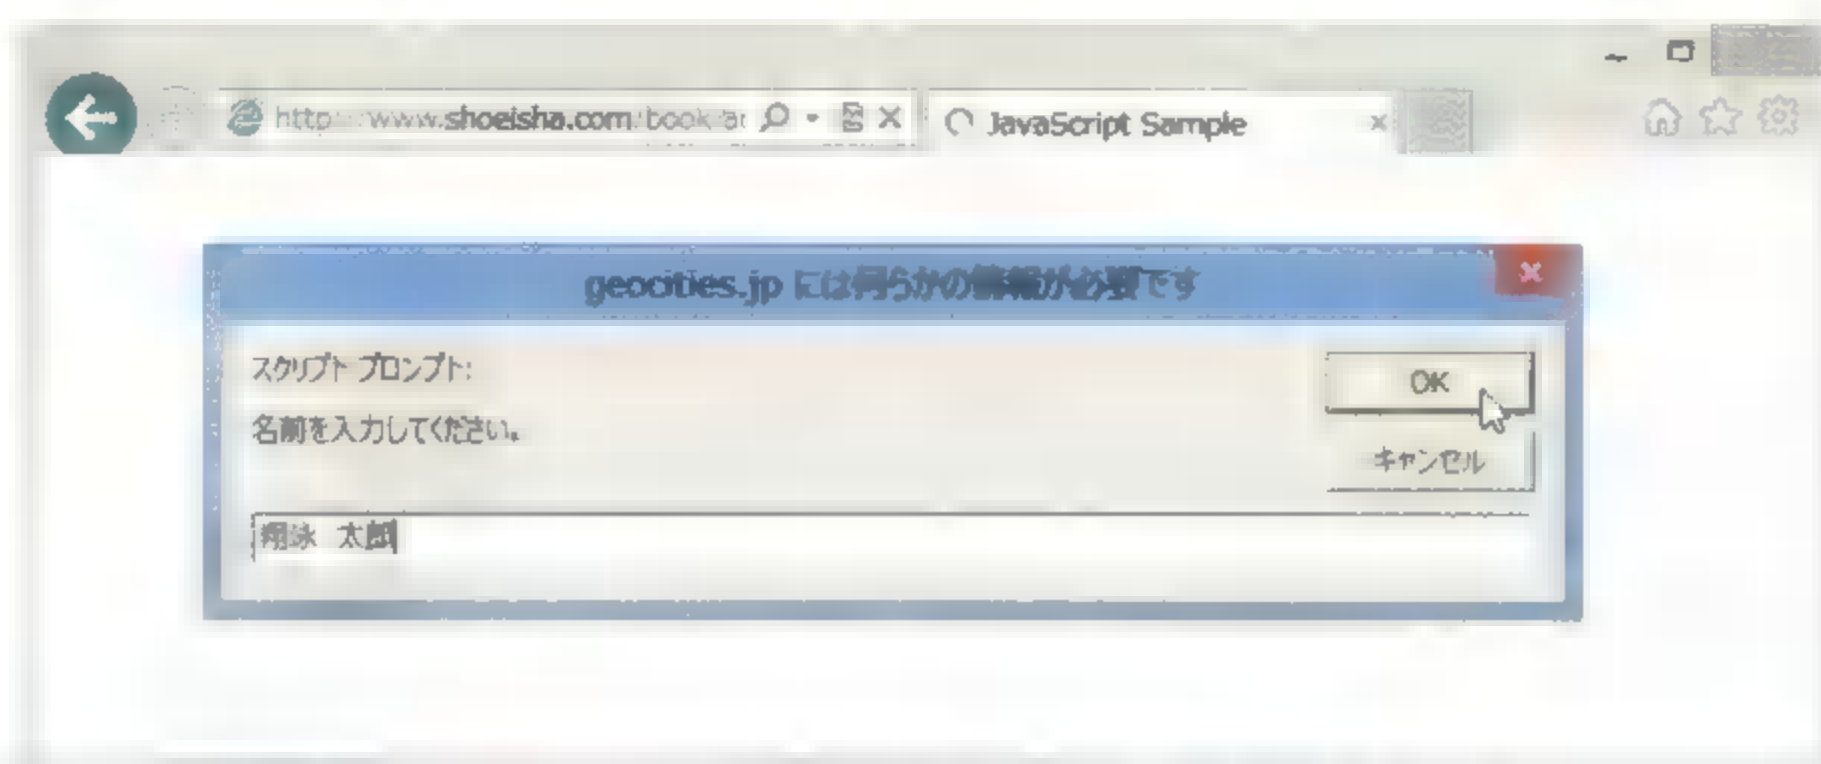 http://www.shoeisha.com/book/ar
JavaScript Sample
geocities.jp には何らかの情報が必要です
スクリプト プロンプト:
OK
名前を入力してください。
キャンセル
翔泳 太郎